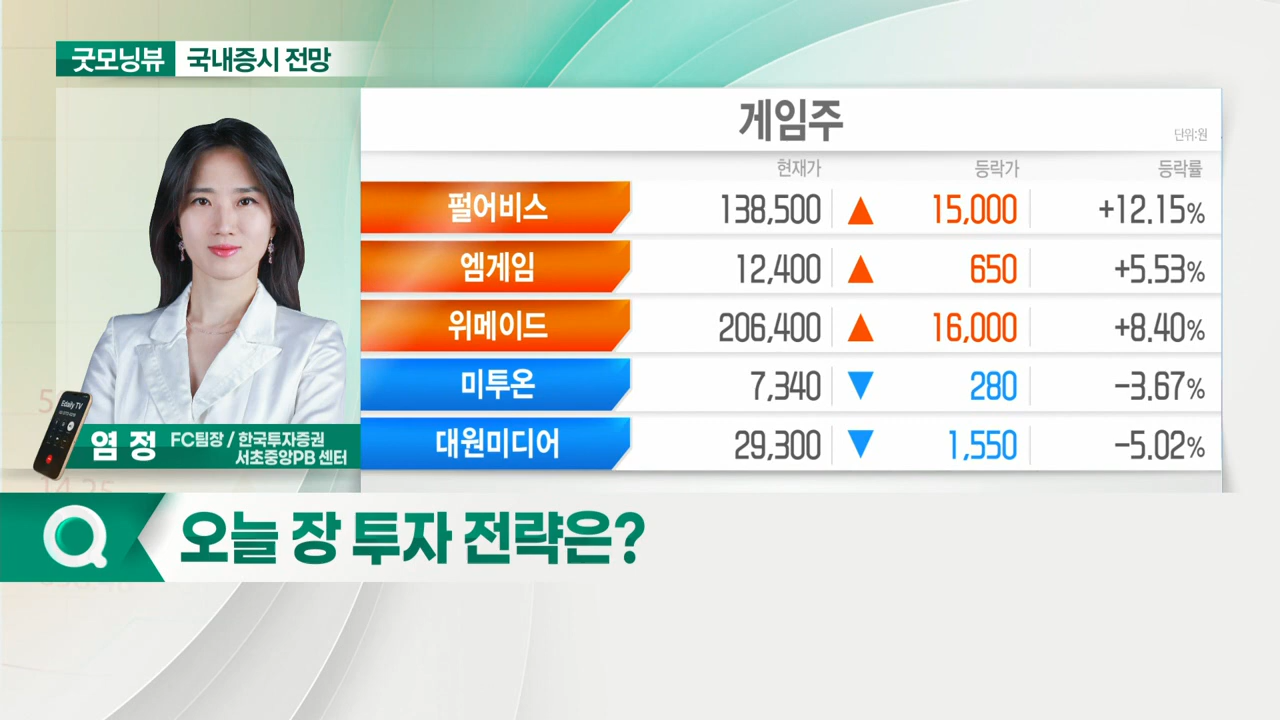 굿모닝뷰 국내증시 전망
게임주
단위:원
현재가 등락가 등락률
펄어비스 138,500 ▲ 15,000 +12.15%
엠게임 12,400 ▲ 650 +5.53%
위메이드 206,400 ▲ 16,000 +8.40%
미투온 7,340 ▼ 280 -3.67%
대원미디어 29,300 ▼ 1,550 -5.02%
Edaily TV
염 정 FC팀장 / 한국투자증권
서초중앙PB 센터
Q 오늘 장 투자 전략은?